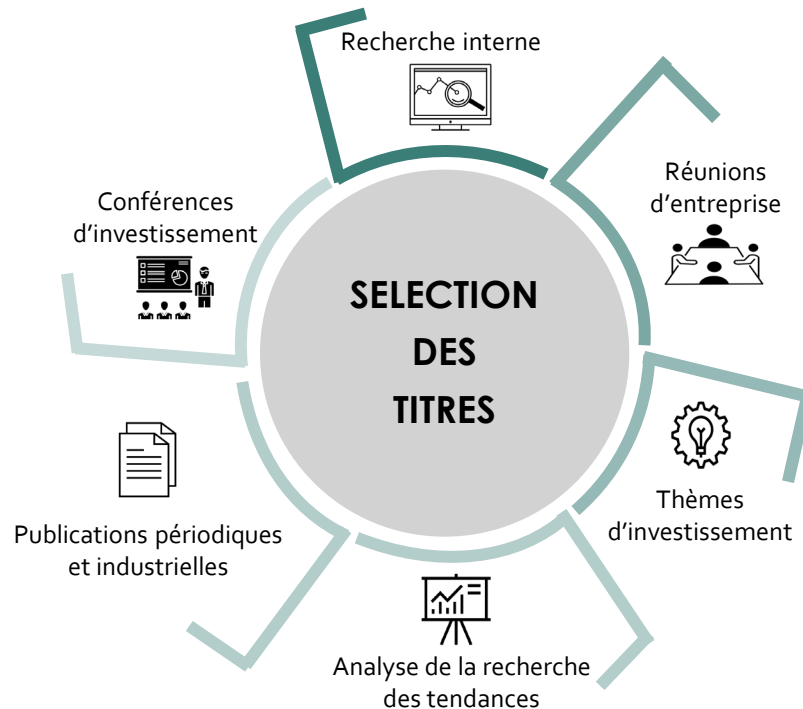 Recherche interne
Réunions
d'entreprise
Thèmes
d'investissement
Analyse de la recherche
des tendances
Publications périodiques
et industrielles
Conférences
d'investissement
SELECTION
DES
TITRES